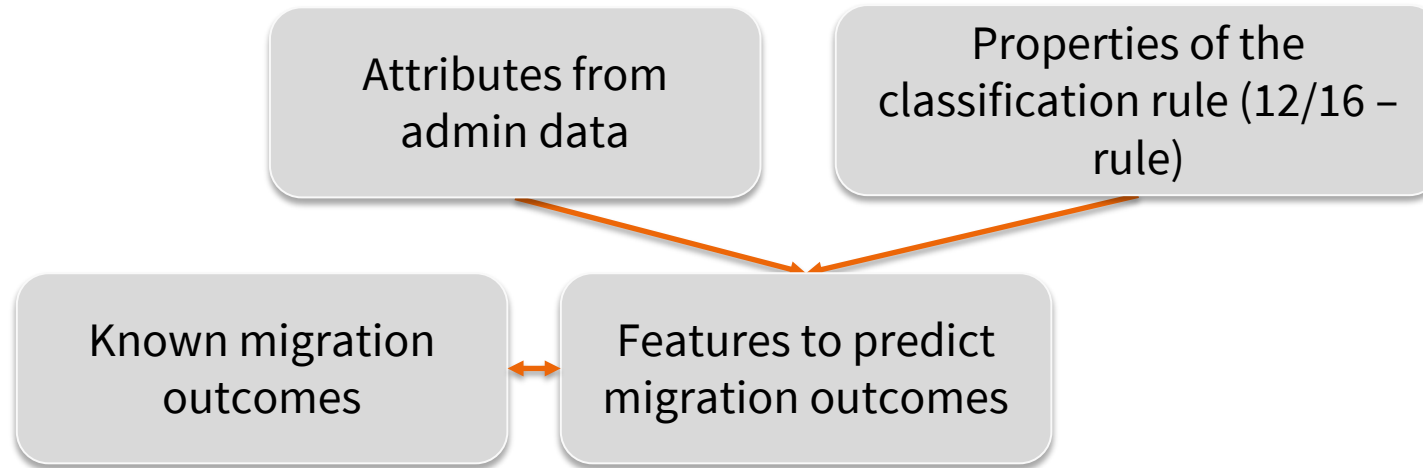 Attributes from
admin data
Properties of the
classification rule (12/16 –
rule)
Known migration
outcomes
Features to predict
migration outcomes